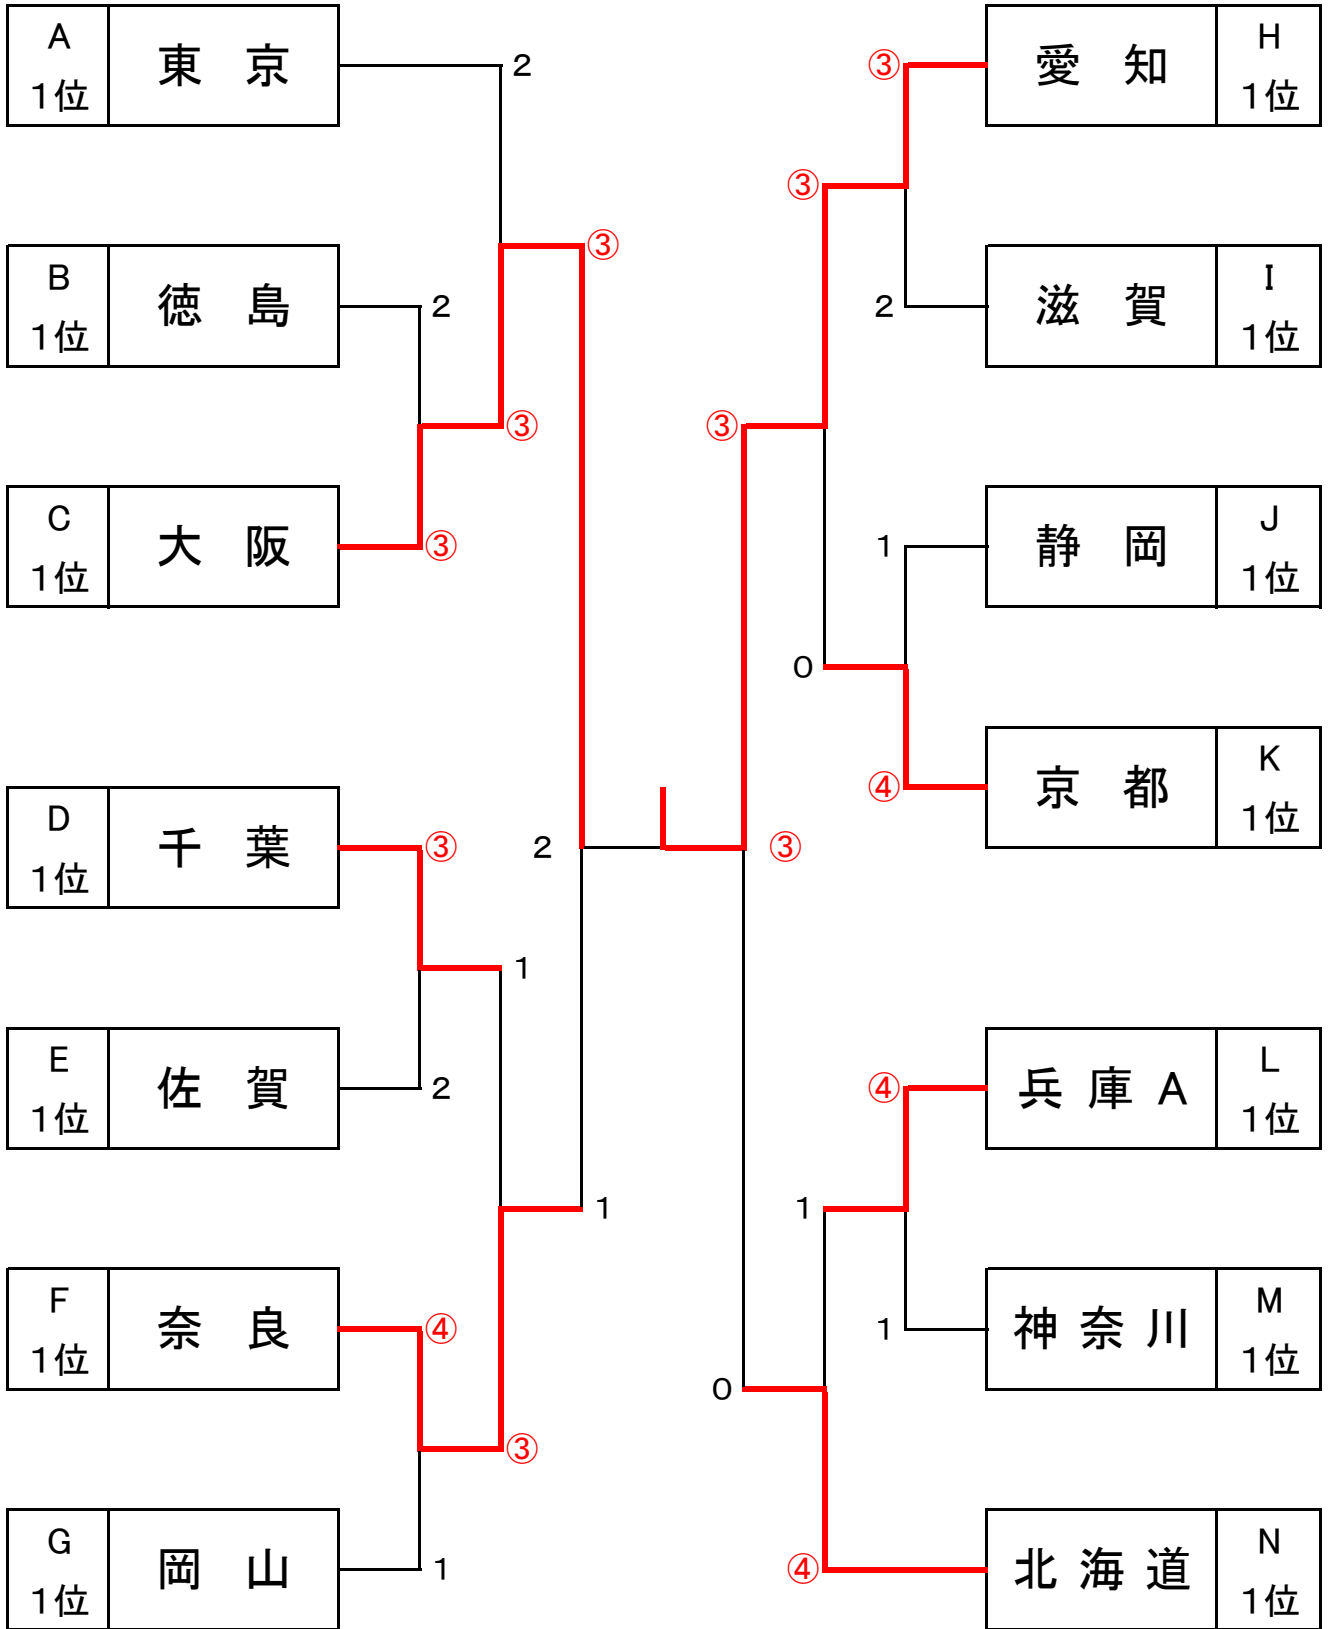 A
1位
東 京
2
B
1位
徳 島
2
③
③
C
1位
大 阪
③
D
1位
千 葉
③
2
1
E
1位
佐 賀
2
1
F
1位
奈 良
④
③
G
1位
岡 山
1
③
愛 知
H
1位
③
2
滋 賀
I
1位
③
1
静 岡
J
1位
0
④
京 都
K
1位
③
④
兵 庫 A
L
1位
1
1
神 奈 川
M
1位
0
④
北 海 道
N
1位